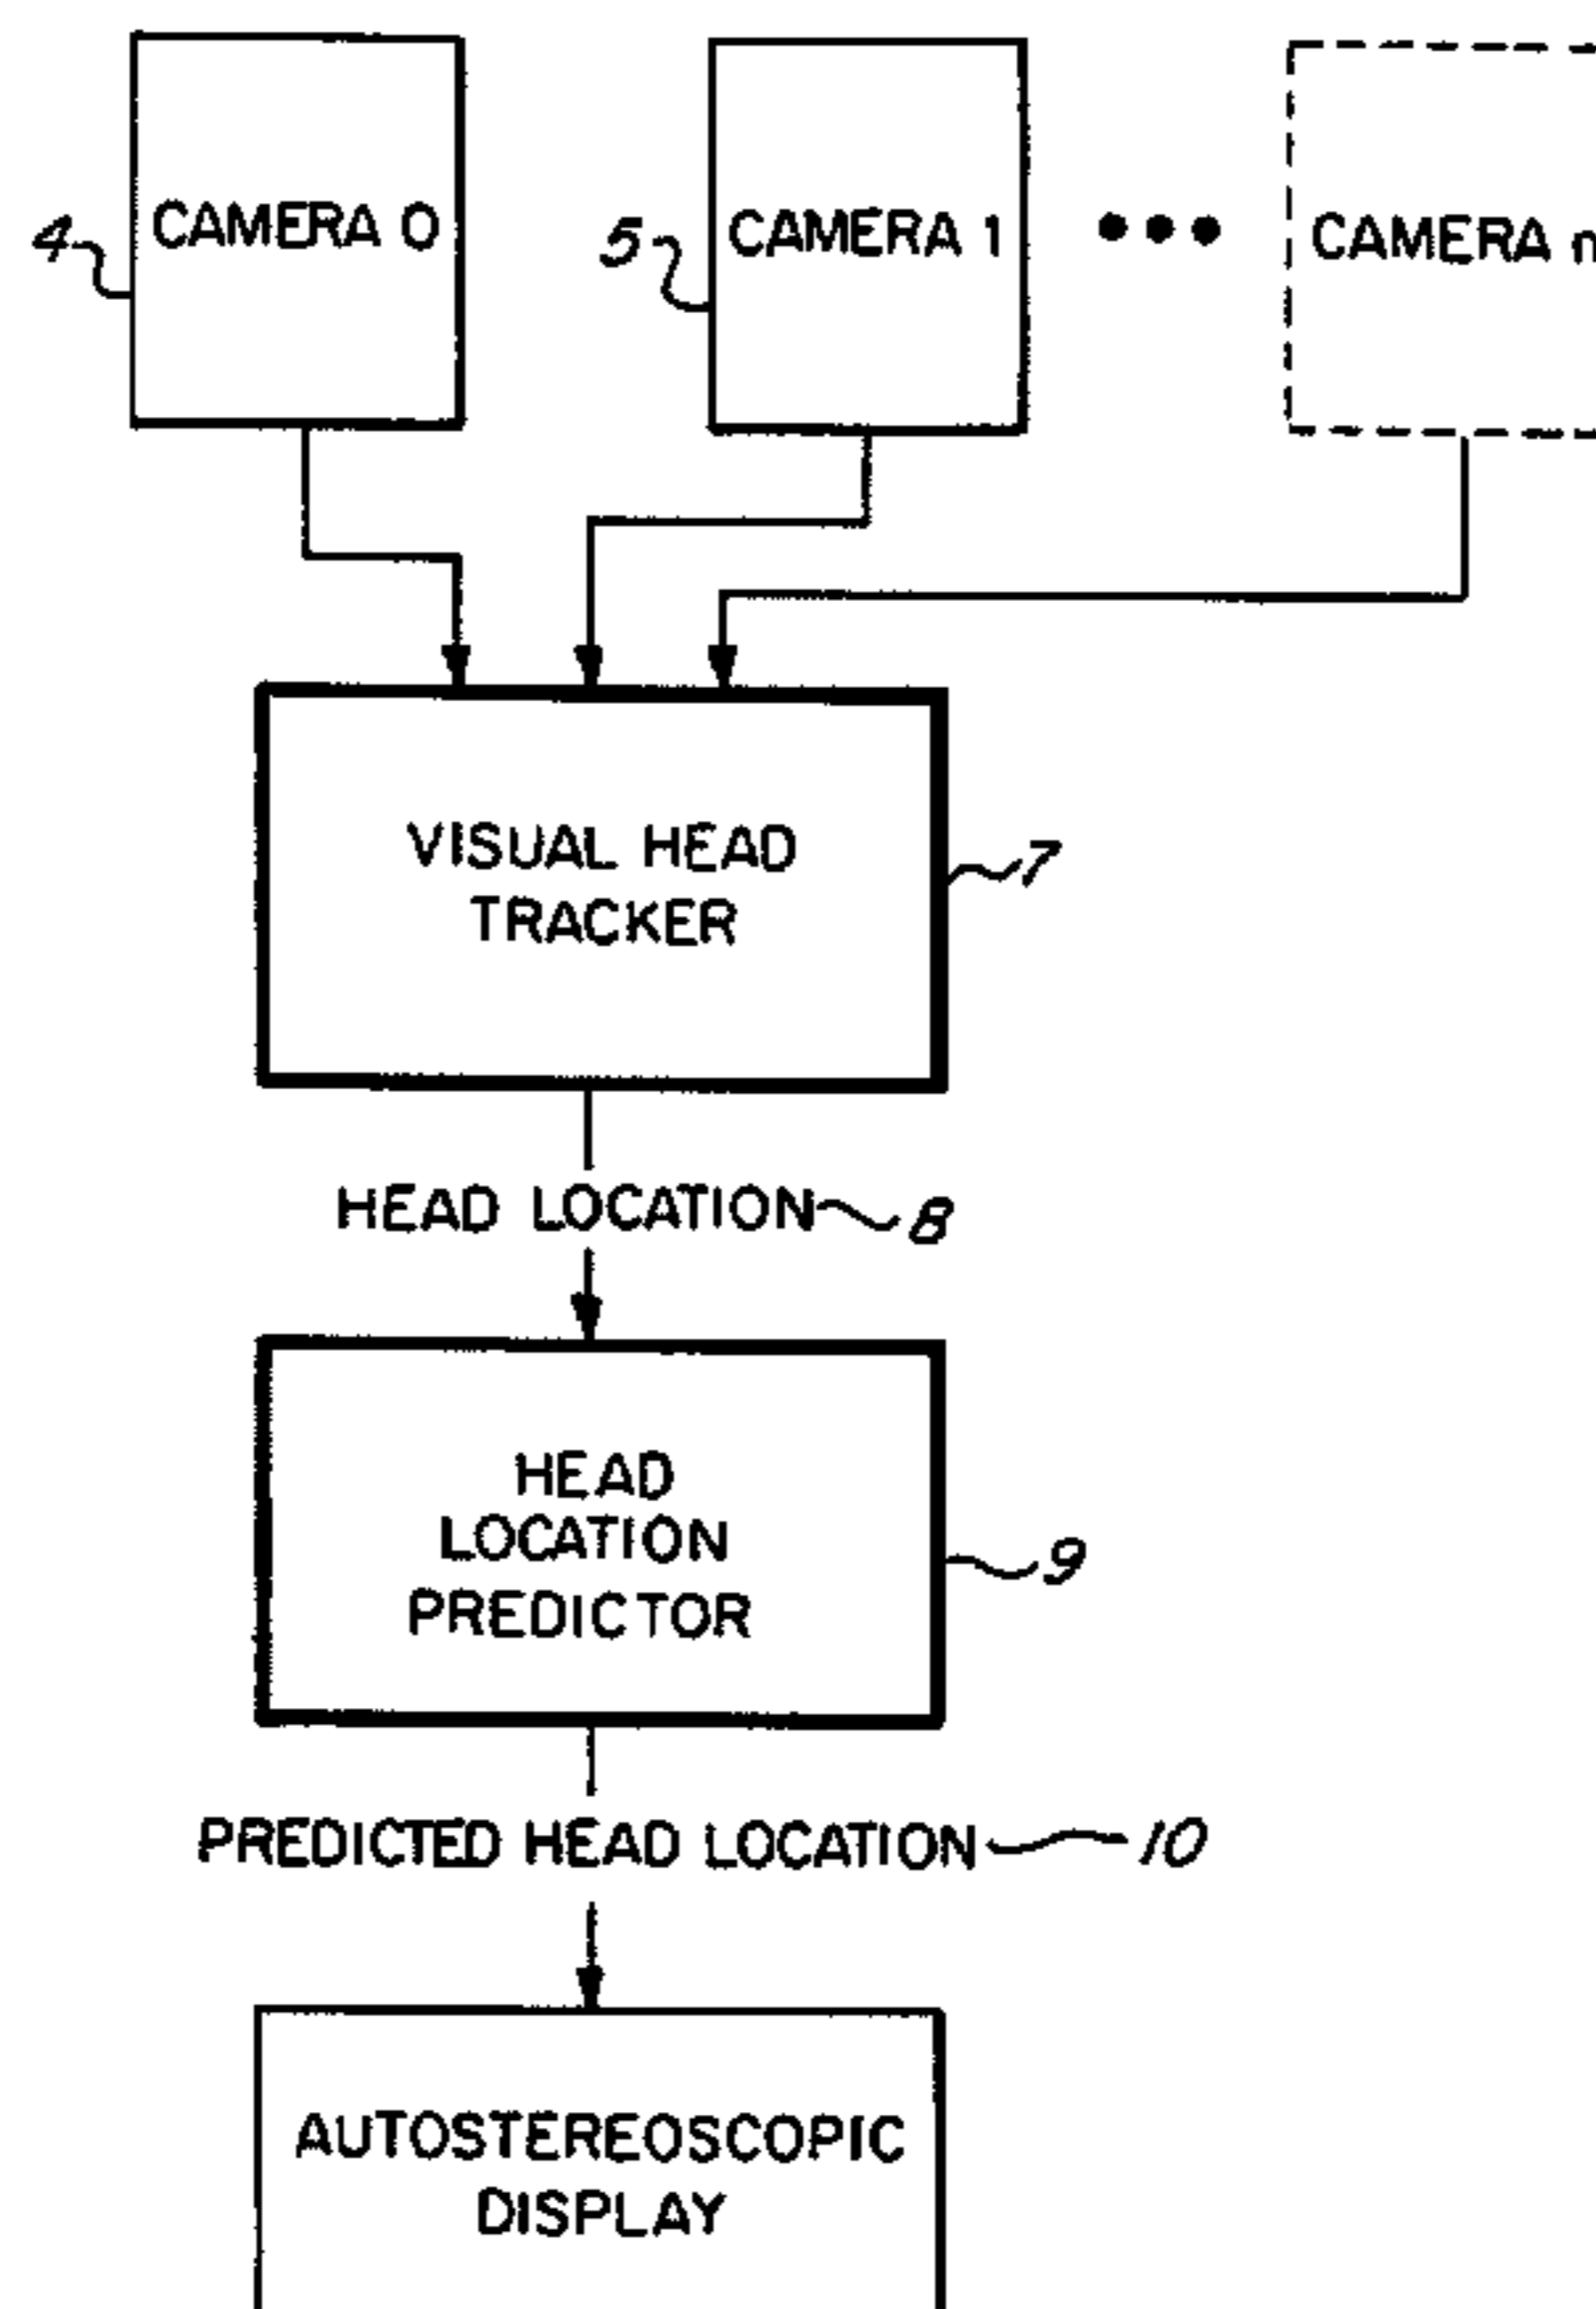 4
CAMERA 0
5
CAMERA 1
CAMERA n
VISUAL HEAD
TRACKER
7
HEAD LOCATION
8
HEAD
LOCATION
PREDICTOR
9
PREDICTED HEAD LOCATION
10
AUTOSTEREOSCOPIC
DISPLAY